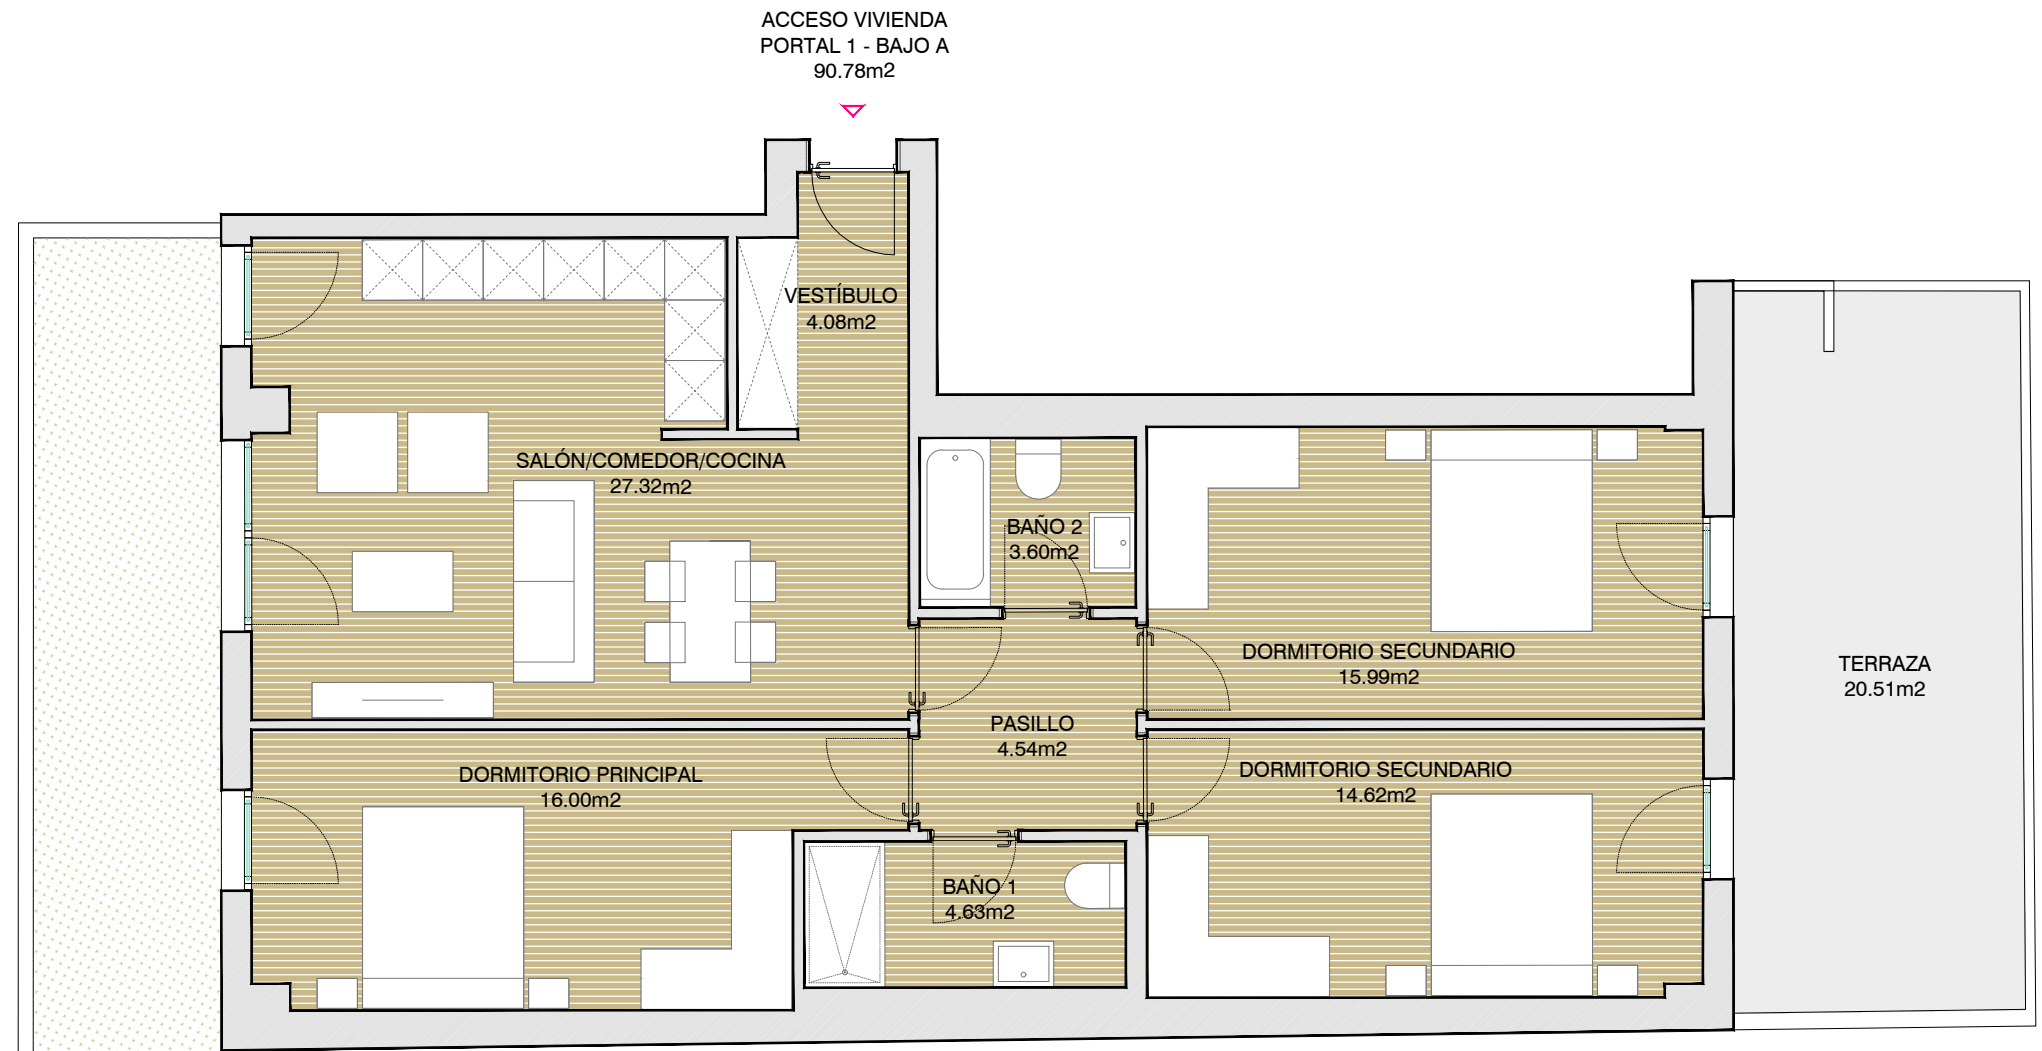 ACCESO VIVIENDA
PORTAL 1 - BAJO A
90.78m2
VESTÍBULO
4.08m2
SALÓN/COMEDOR/COCINA
27.32m2
BAÑO 2
3.60m2
DORMITORIO SECUNDARIO
15.99m2
TERRAZA
20.51m2
PASILLO
4.54m2
DORMITORIO PRINCIPAL
16.00m2
DORMITORIO SECUNDARIO
14.62m2
BAÑO 1
4.63m2